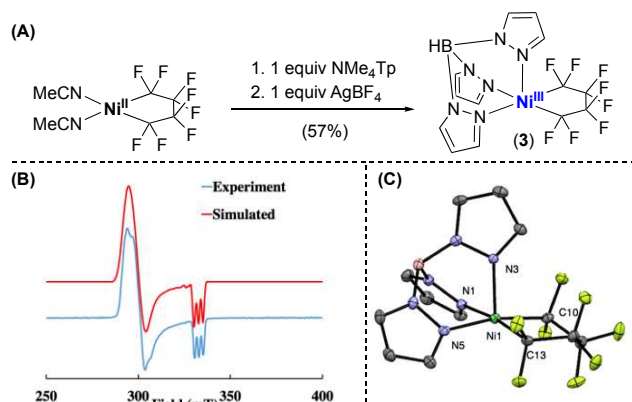 (A)
MeCN
MeCN
Ni II
F F
F
F
F
F
F F
1. 1 equiv NMe4Tp
2. 1 equiv AgBF4
(57%)
HB
N N
N N
N N
Ni III
F F
F
F
F
F
F F
(3)
(B)
Experiment
Simulated
250 300 350 400
(C)
N3
N1
N5
Ni1
C10
C13